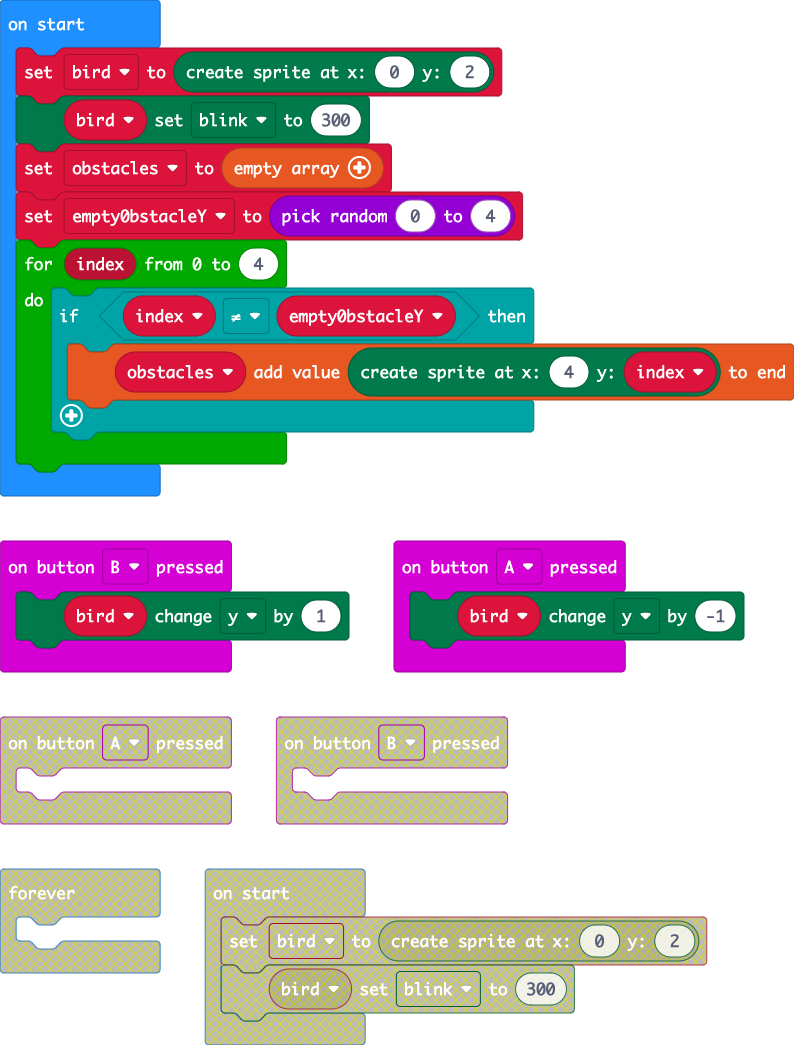 on start
set bird to create sprite at x: 0 y: 2
bird set blink to 300
set obstacles to empty array
set empty0bstacleY to pick random 0 to 4
for index from 0 to 4
do
if index ≠ empty0bstacleY then
obstacles add value create sprite at x: 4 y: index to end
on button B pressed
bird change y by 1
on button A pressed
bird change y by -1
on button A pressed
on button B pressed
forever
on start
set bird to create sprite at x: 0 y: 2
bird set blink to 300